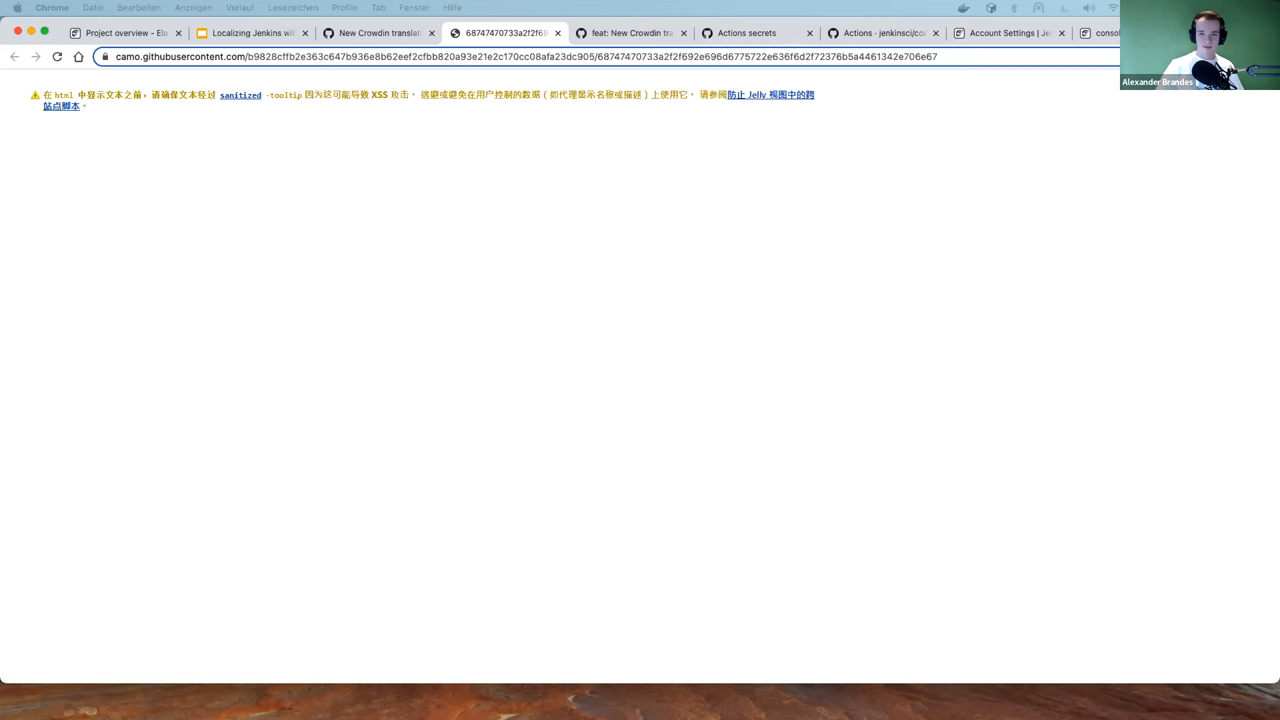 Chrome Datei Bearbeiten Anzeigen Verlauf Lesezeichen Profile Tab Fenster Hilfe
Project overview - Ela
Localizing Jenkins wit
New Crowdin translat
68747470733a2f2f69
feat: New Crowdin tra
Actions secrets
Actions · jenkinsci/col
Account Settings | Jen
consol
camo.githubusercontent.com/b9828cffb2e363c647b936e8b62eef2cfbb820a93e21e2c170cc08afa23dc905/68747470733a2f2f692e696d6775722e636f6d2f72376b5a4461342e706e67
在 html 中显示文本之前，请确保文本经过 sanitized -tooltip 因为这可能导致 XSS 攻击。 逃避或避免在用户控制的数据（如代理显示名称或描述）上使用它。 请参阅防止 Jelly 视图中的跨
站点脚本。
Alexander Brandes